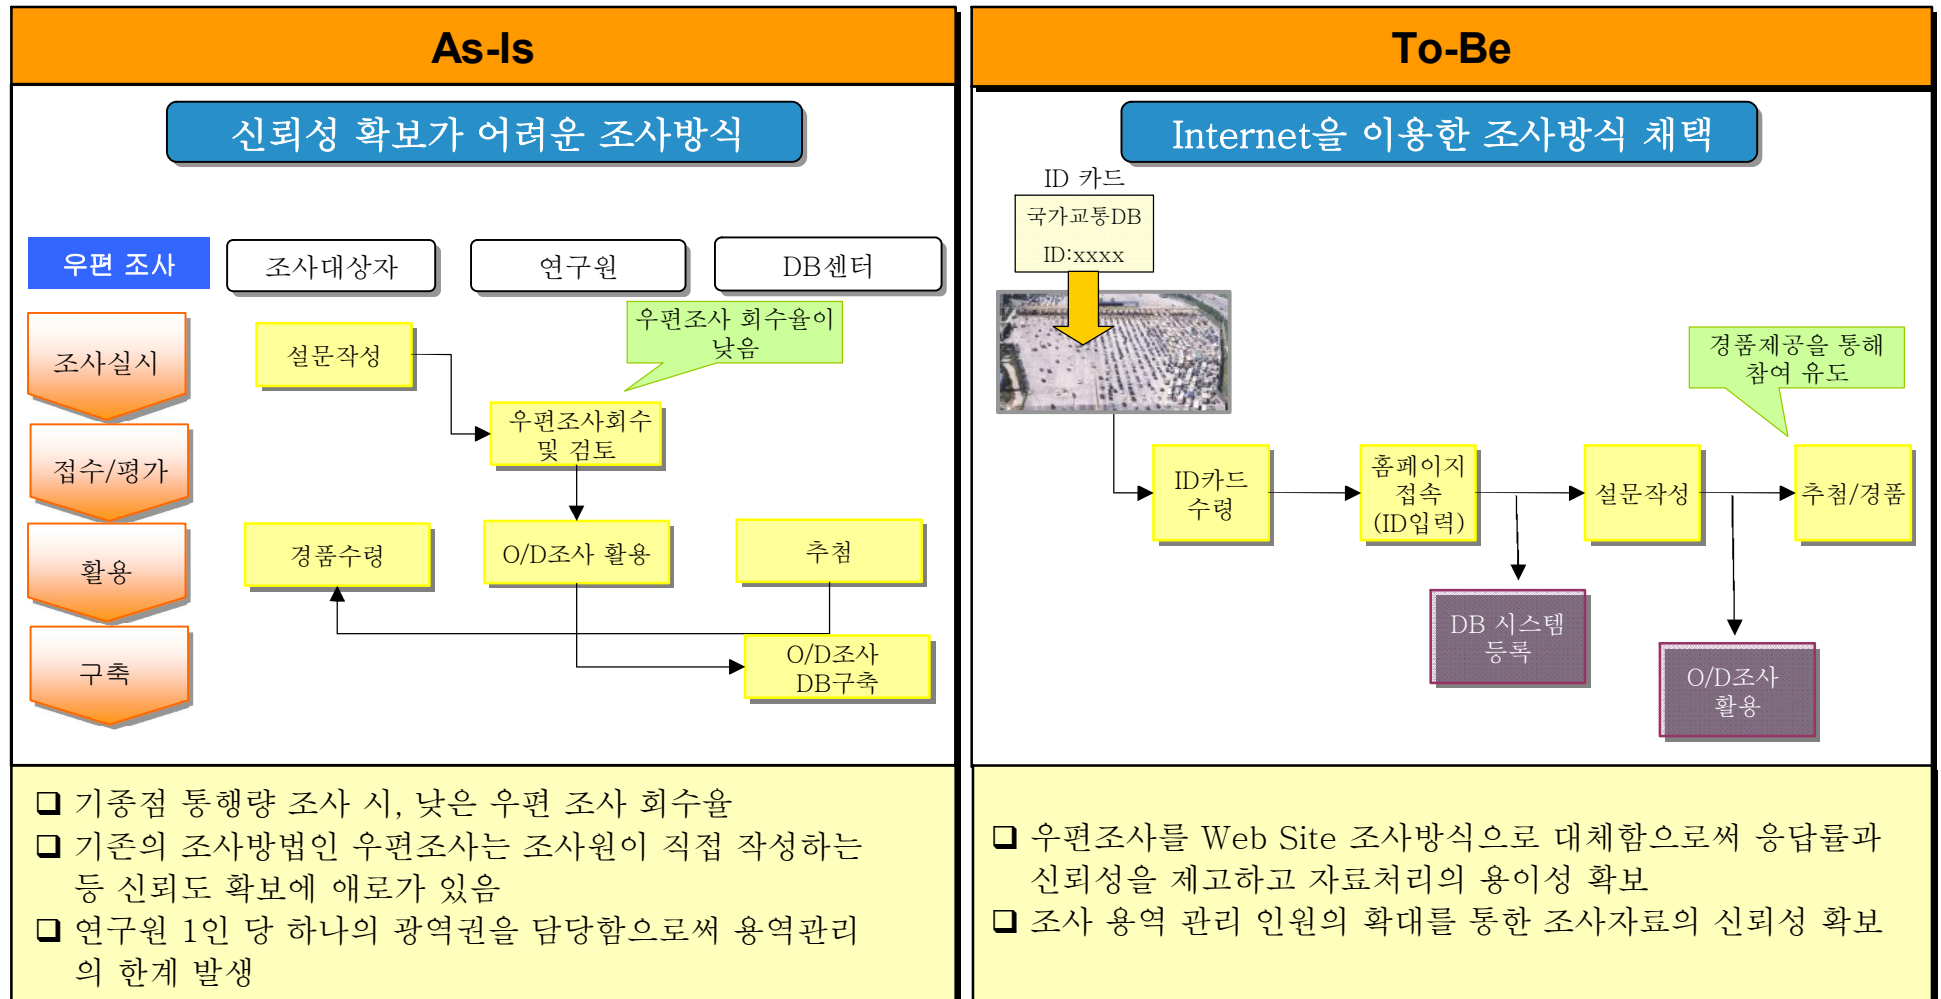 As-Is
신뢰성 확보가 어려운 조사방식
우편 조사
조사대상자
연구원
DB센터
우편조사 회수율이
낮음
조사실시
설문작성
우편조사회수
및 검토
접수/평가
경품수령
O/D조사 활용
추첨
활용
O/D조사
DB구축
구축
❑ 기종점 통행량 조사 시, 낮은 우편 조사 회수율
❑ 기존의 조사방법인 우편조사는 조사원이 직접 작성하는
등 신뢰도 확보에 애로가 있음
❑ 연구원 1인 당 하나의 광역권을 담당함으로써 용역관리
의 한계 발생
To-Be
Internet을 이용한 조사방식 채택
ID 카드
국가교통DB
ID:xxxx
경품제공을 통해
참여 유도
ID카드
수령
홈페이지
접속
(ID입력)
설문작성
추첨/경품
DB 시스템
등록
O/D조사
활용
❑ 우편조사를 Web Site 조사방식으로 대체함으로써 응답률과
신뢰성을 제고하고 자료처리의 용이성 확보
❑ 조사 용역 관리 인원의 확대를 통한 조사자료의 신뢰성 확보